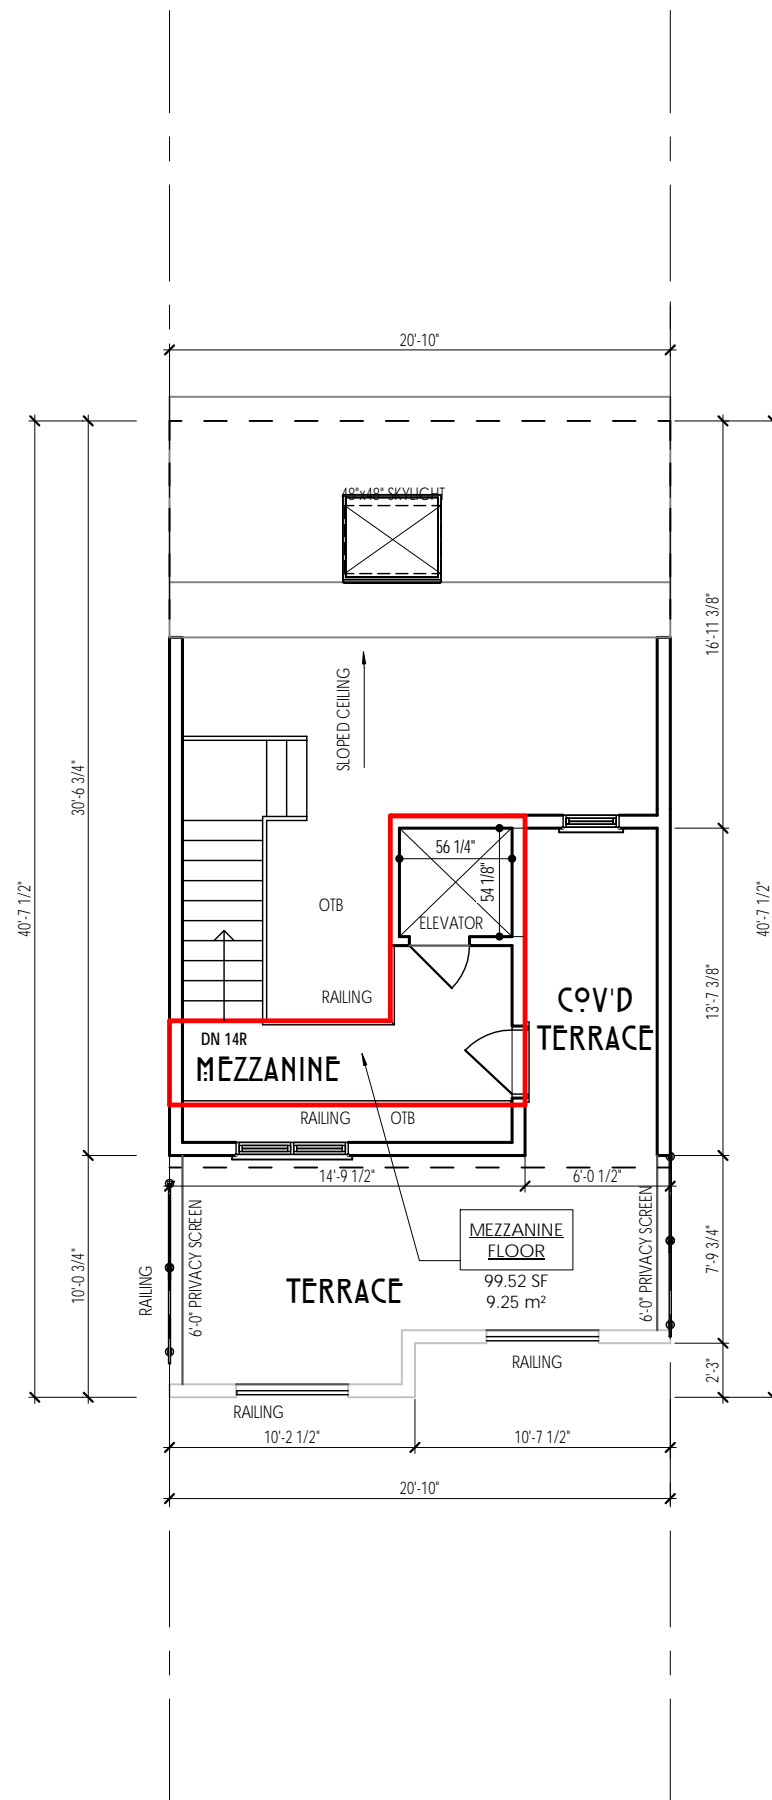 20'-10"
48"x48" SKYLIGHT
16'-11 3/8"
SLOPED CEILING
30'-6 3/4"
40'-7 1/2"
40'-7 1/2"
56 1/4"
54 1/8"
ELEVATOR
OTB
RAILING
COV'D
TERRACE
13'-7 3/8"
DN 14R
MEZZANINE
RAILING
OTB
14'-9 1/2"
6'-0 1/2"
6'-0" PRIVACY SCREEN
6'-0" PRIVACY SCREEN
MEZZANINE
FLOOR
99.52 SF
9.25 m²
7'-9 3/4"
10'-0 3/4"
RAILING
TERRACE
RAILING
2'-3"
RAILING
10'-2 1/2"
10'-7 1/2"
20'-10"